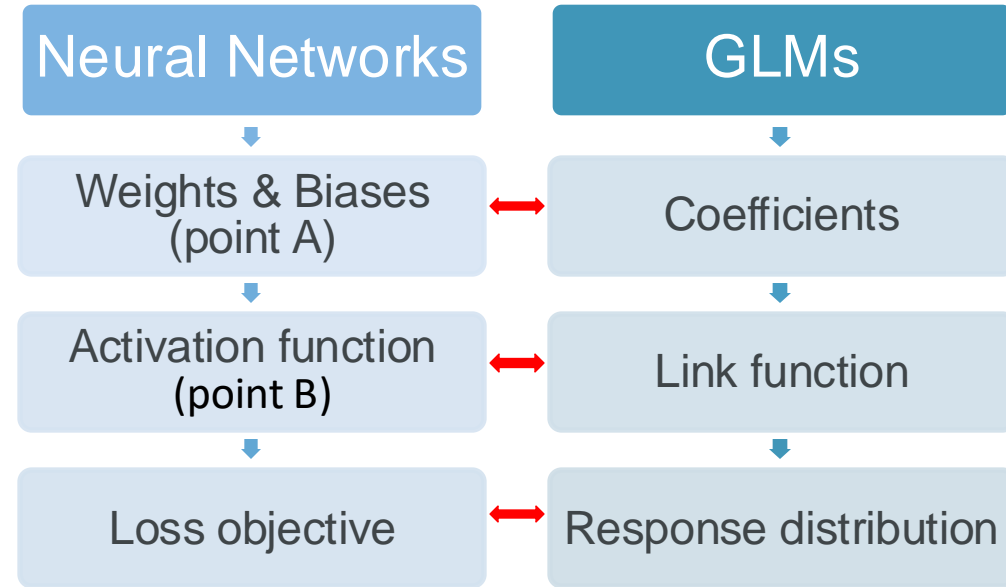 Neural Networks
GLMs
Weights & Biases
(point A)
Coefficients
Activation function
(point B)
Link function
Loss objective
Response distribution